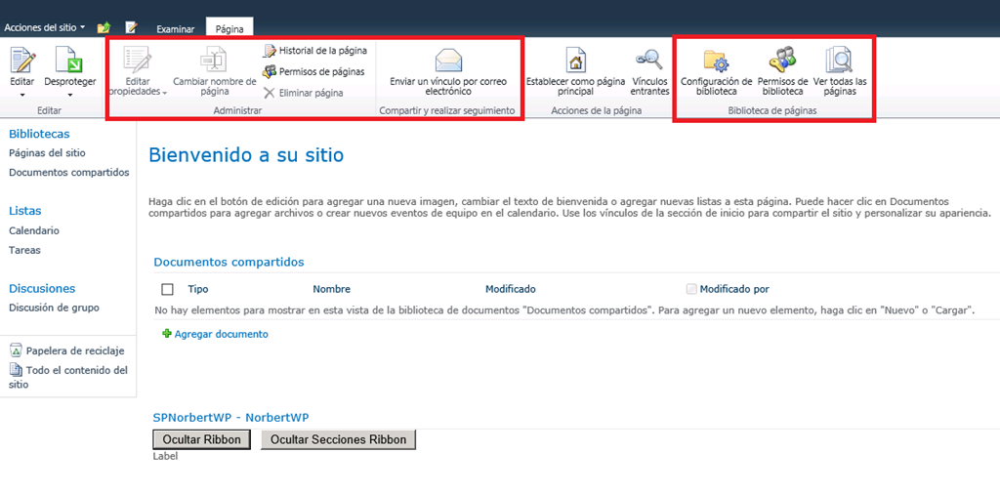 Acciones del sitio
Examinar
Página
Editar
Desproteger
Editar
Editar
propiedades
Cambiar nombre de
página
Historial de la página
Permisos de páginas
Eliminar página
Administrar
Enviar un vínculo por correo
electrónico
Compartir y realizar seguimiento
Establecer como página
principal
Vínculos
entrantes
Acciones de la página
Configuración de
biblioteca
Permisos de
biblioteca
Ver todas las
páginas
Biblioteca de páginas
Bibliotecas
Páginas del sitio
Documentos compartidos
Listas
Calendario
Tareas
Discusiones
Discusión de grupo
Papelera de reciclaje
Todo el contenido del
sitio
Bienvenido a su sitio
Haga clic en el botón de edición para agregar una nueva imagen, cambiar el texto de bienvenida o agregar nuevas listas a esta página. Puede hacer clic en Documentos
compartidos para agregar archivos o crear nuevos eventos de equipo en el calendario. Use los vínculos de la sección de inicio para compartir el sitio y personalizar su apariencia.
Documentos compartidos
Tipo Nombre Modificado Modificado por
No hay elementos para mostrar en esta vista de la biblioteca de documentos "Documentos compartidos". Para agregar un nuevo elemento, haga clic en "Nuevo" o "Cargar".
Agregar documento
SPNorbertWP - NorbertWP
Ocultar Ribbon Ocultar Secciones Ribbon
Label